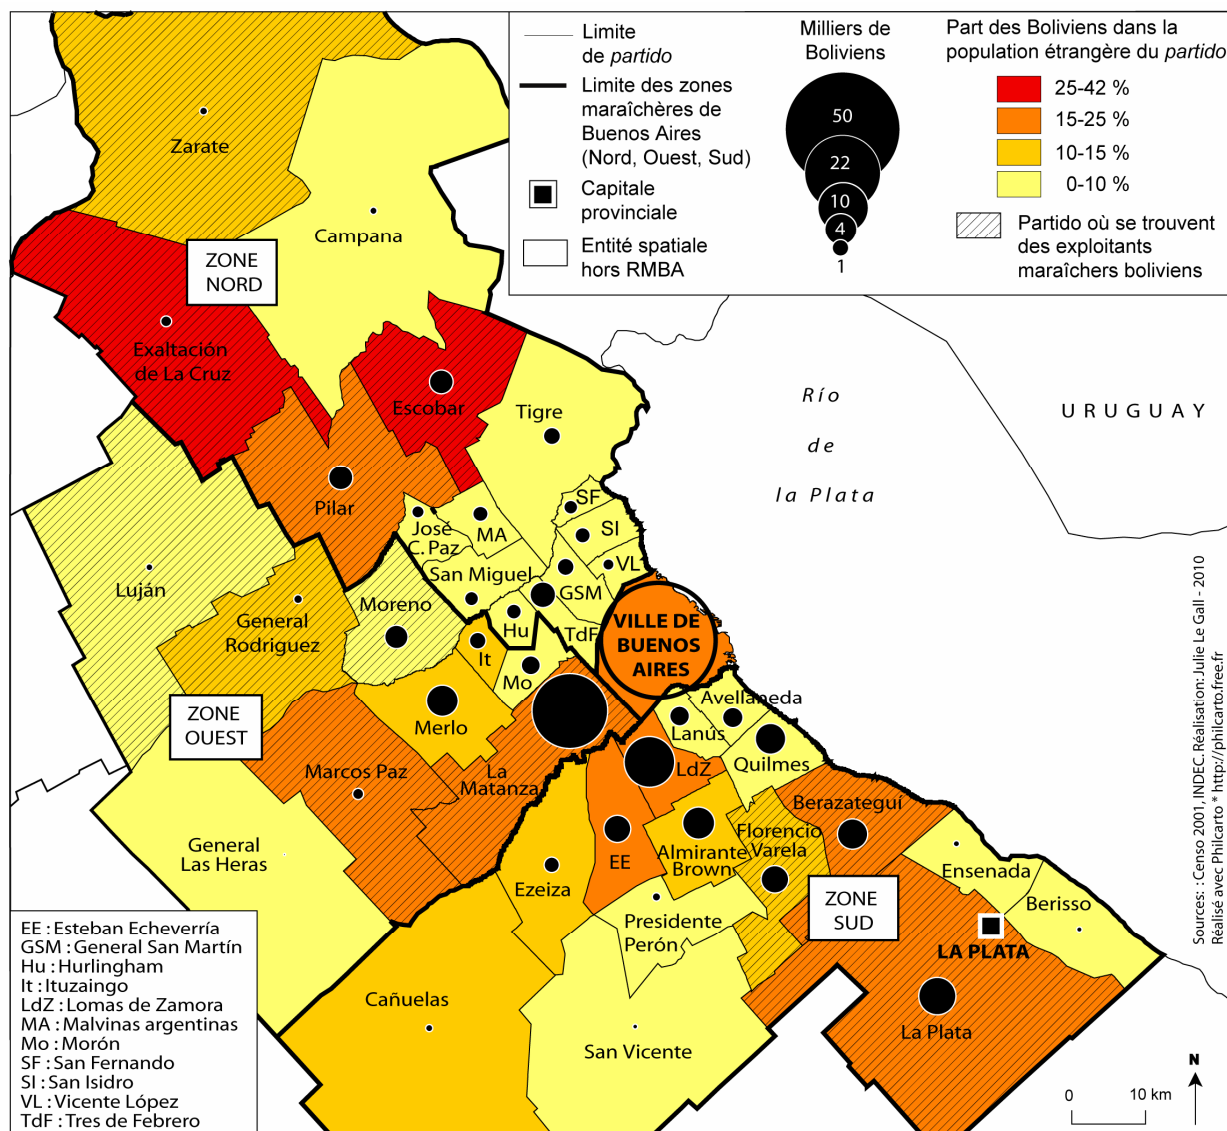 Limite
de partido
Limite des zones
maraîchères de
Buenos Aires
(Nord, Ouest, Sud)
Capitale
provinciale
Entité spatiale
hors RMBA
Milliers de
Boliviens
50
22
10
4
1
Part des Boliviens dans la
population étrangère du partido
25-42 %
15-25 %
10-15 %
0-10 %
Partido où se trouvent
des exploitants
maraîchers boliviens
Zarate
Campana
ZONE
NORD
Exaltación
de La Cruz
Escobar
Tigre
Río
de
la Plata
URUGUAY
Pilar
SF
José
C. Paz
MA
SI
VL
Luján
San Miguel
GSM
General
Rodriguez
Moreno
Hu
TdF
VILLE DE
BUENOS
AIRES
It
Mo
ZONE
OUEST
Merlo
Avellaneda
Lanús
Quilmes
Marcos Paz
La
Matanza
LdZ
Berazateguí
General
Las Heras
EE
Almirante
Brown
Florencio
Varela
Ezeiza
Ensenada
Presidente
Perón
ZONE
SUD
Berisso
LA PLATA
Cañuelas
San Vicente
La Plata
EE : Esteban Echeverría
GSM : General San Martín
Hu : Hurlingham
It : Ituzaingo
LdZ : Lomas de Zamora
MA : Malvinas argentinas
Mo : Morón
SF : San Fernando
SI : San Isidro
VL : Vicente López
TdF : Tres de Febrero
N
0 10 km
Sources: : Censo 2001, INDEC. Réalisation: Julie Le Gall - 2010
Réalisé avec Philcarto * http://philcarto.free.fr